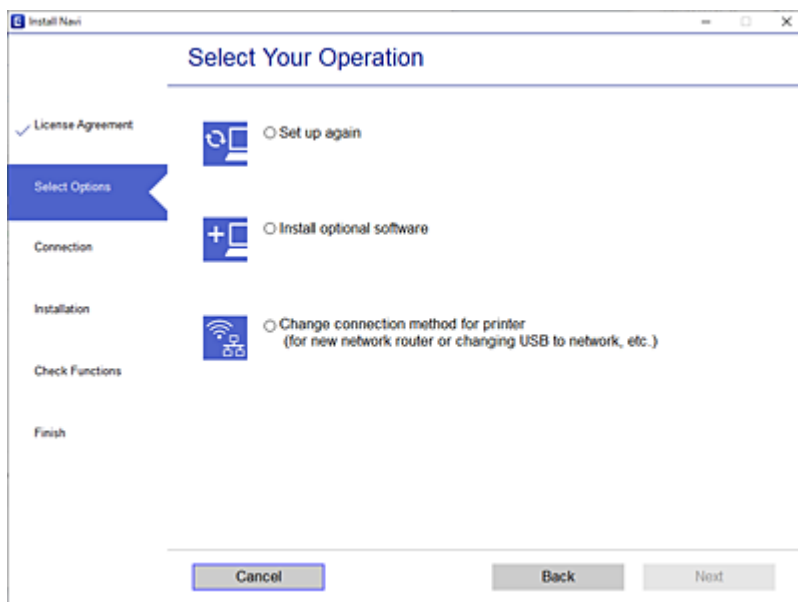 Install Navi
Select Your Operation
License Agreement
Select Options
Connection
Installation
Check Functions
Finish
Set up again
Install optional software
Change connection method for printer
(for new network router or changing USB to network, etc.)
Cancel
Back
Next